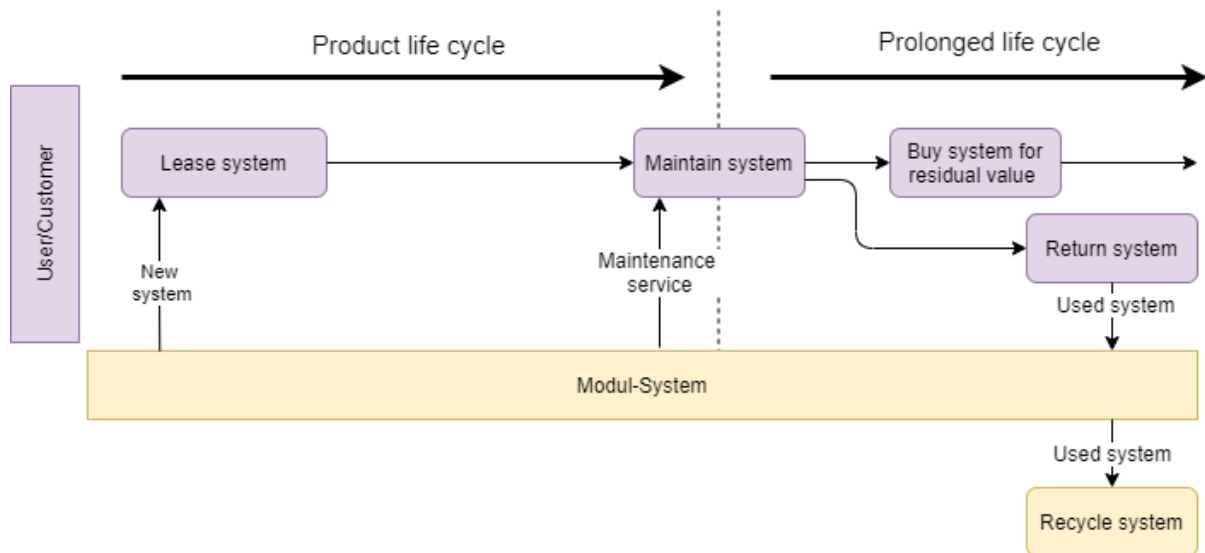 Product life cycle
Prolonged life cycle
User/Customer
Lease system
Maintain system
Buy system for
residual value
Return system
New
system
Maintenance
service
Used system
Modul-System
Used system
Recycle system